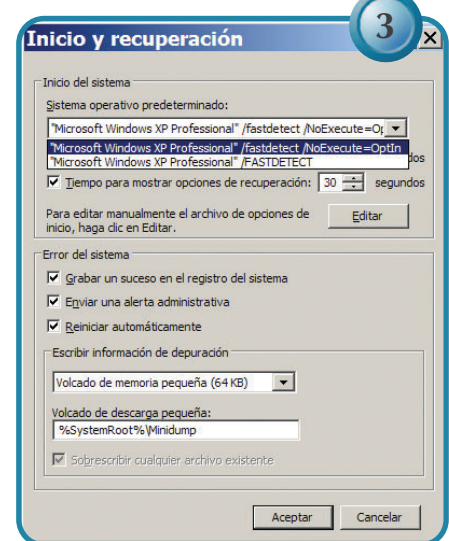 3
Inicio y recuperación
Inicio del sistema
Sistema operativo predeterminado:
"Microsoft Windows XP Professional" /fastdetect /NoExecute=Op
"Microsoft Windows XP Professional" /fastdetect /NoExecute=OptIn
"Microsoft Windows XP Professional" /FASTDETECT
Tiempo para mostrar opciones de recuperación: 30 segundos
Para editar manualmente el archivo de opciones de
inicio, haga clic en Editar.
Editar
Error del sistema
Grabar un suceso en el registro del sistema
Enviar una alerta administrativa
Reiniciar automáticamente
Escribir información de depuración
Volcado de memoria pequeña (64 KB)
Volcado de descarga pequeña:
%SystemRoot%\Minidump
Sobrescribir cualquier archivo existente
Aceptar Cancelar